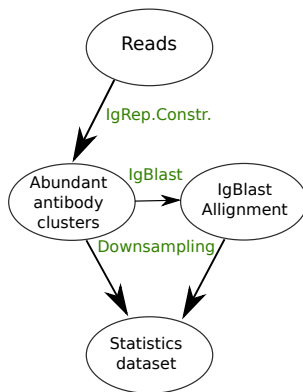 Reads
IgRep.Constr.
Abundant
antibody
clusters
IgBlast
IgBlast
Allignment
Downsampling
Statistics
dataset